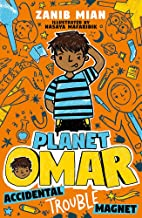 ZANIB MIAN
ILLUSTRATED BY
NASAYA MAFARIDIK
PLANET
OMAR
ACCIDENTAL
TROUBLE
MAGNET